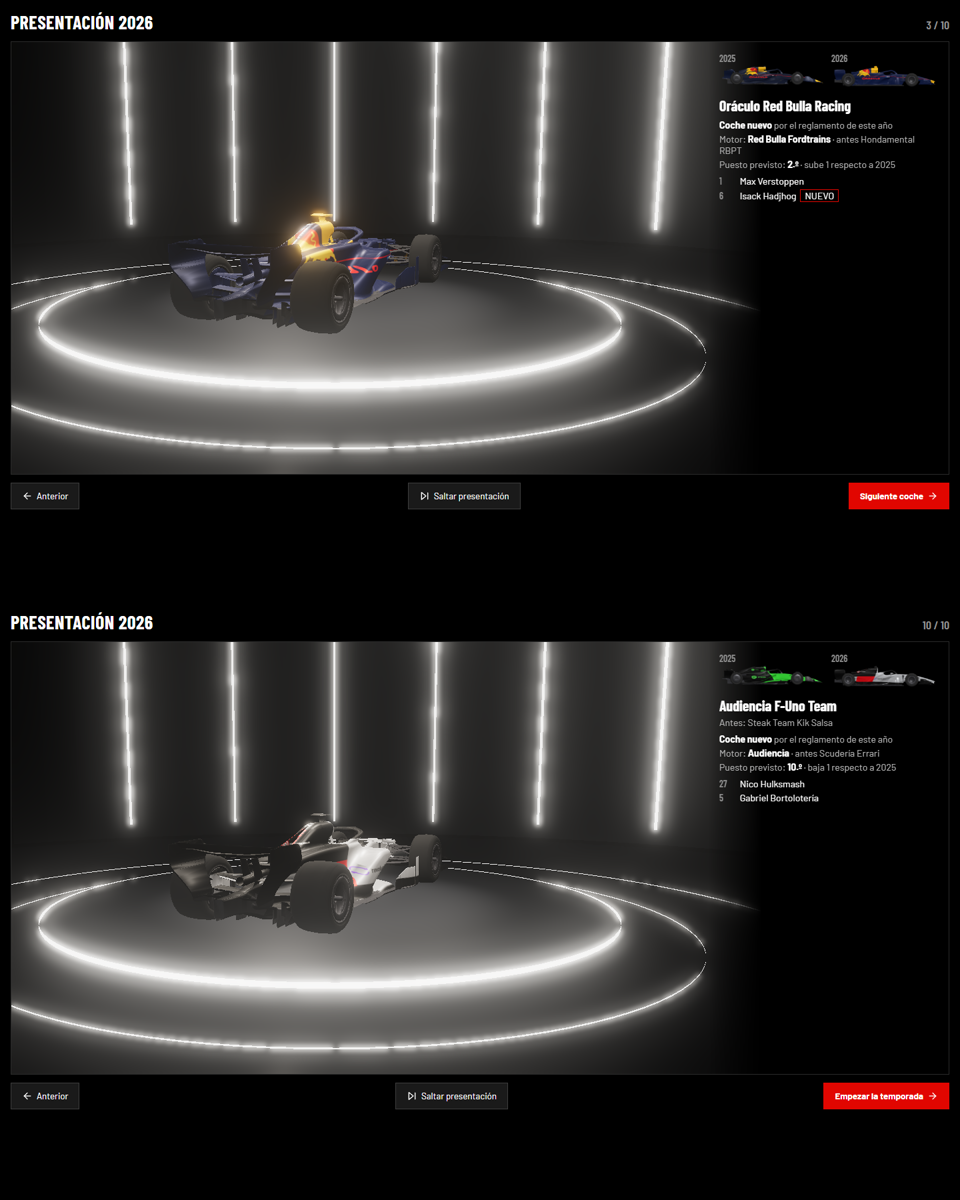 PRESENTACIÓN 2026
3 / 10
2025
2026
Oráculo Red Bulla Racing
Coche nuevo por el reglamento de este año
Motor: Red Bulla Fordtrains · antes Hondamental
RBPT
Puesto previsto: 2.º · sube 1 respecto a 2025
1 Max Verstoppen
6 Isack Hadjhog NUEVO
Anterior
Saltar presentación
Siguiente coche
PRESENTACIÓN 2026
10 / 10
2025
2026
Audiencia F-Uno Team
Antes: Steak Team Kik Salsa
Coche nuevo por el reglamento de este año
Motor: Audiencia · antes Scuderia Errari
Puesto previsto: 10.º · baja 1 respecto a 2025
27 Nico Hulksmash
5 Gabriel Bortolotería
Anterior
Saltar presentación
Empezar la temporada